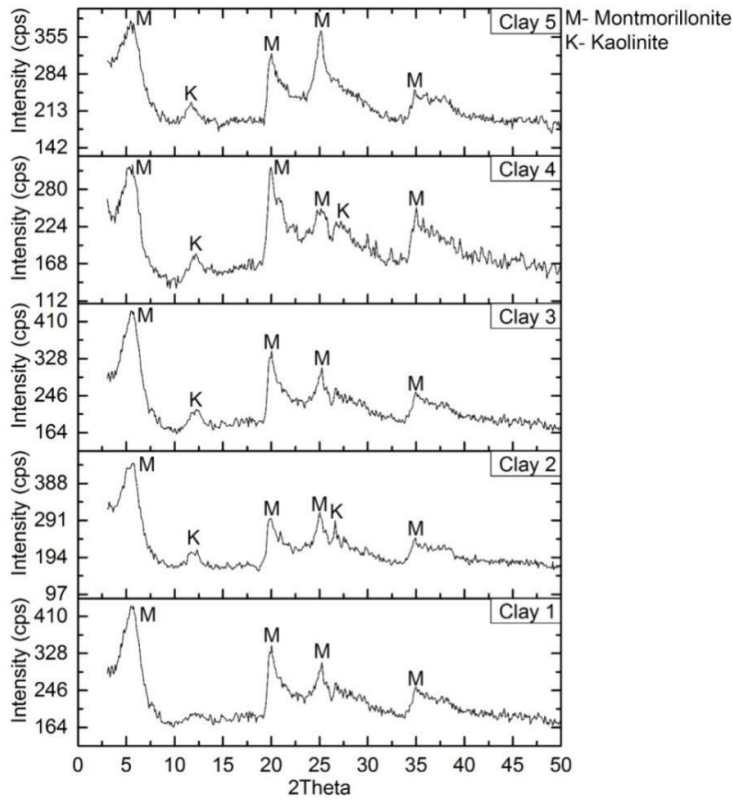 M- Montmorillonite
K- Kaolinite
Clay 5
Intensity (cps)
355
284
213
142
M
K
M
M
M
Clay 4
Intensity (cps)
280
224
168
112
M
K
M
M
K
M
Clay 3
Intensity (cps)
410
328
246
164
M
K
M
M
M
Clay 2
Intensity (cps)
388
291
194
97
M
K
M
M
K
M
Clay 1
Intensity (cps)
410
328
246
164
M
M
M
M
0 5 10 15 20 25 30 35 40 45 50
2Theta